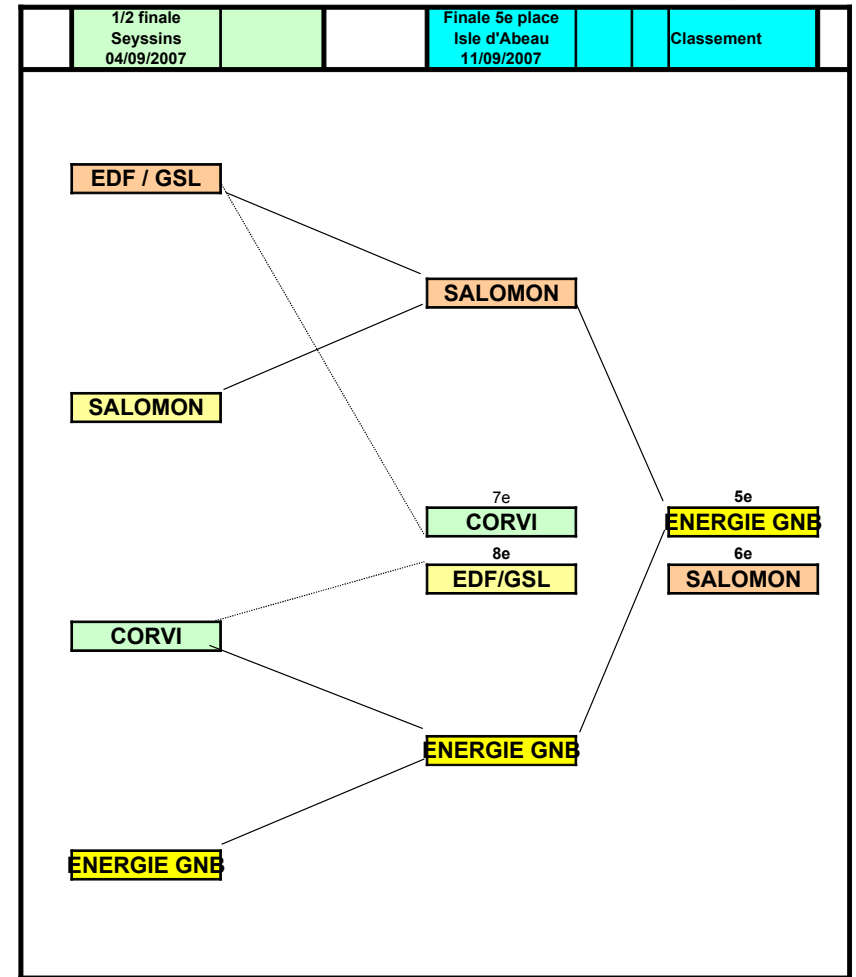 1/2 finale
Seyssins
04/09/2007
Finale 5e place
Isle d'Abeau
11/09/2007
Classement
EDF / GSL
SALOMON
SALOMON
7e
5e
CORVI
ENERGIE GNB
8e
6e
EDF/GSL
SALOMON
CORVI
ENERGIE GNB
ENERGIE GNB